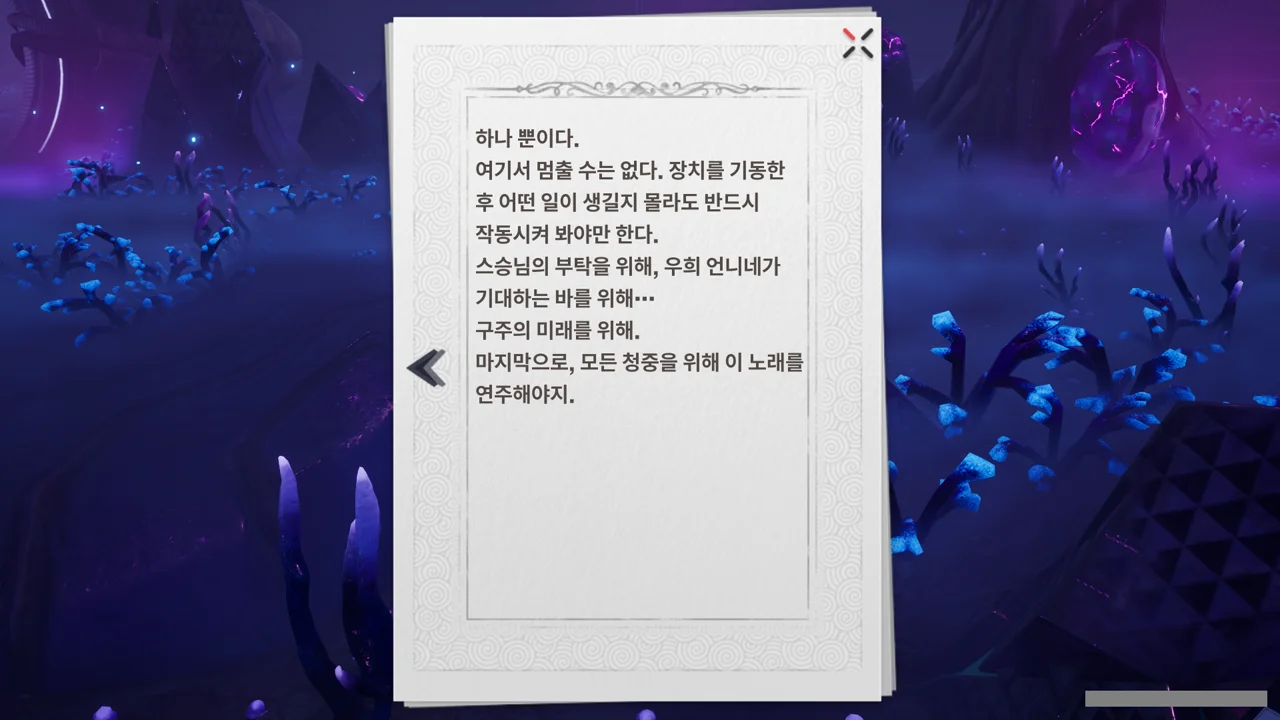 하나 뿐이다.
여기서 멈출 수는 없다. 장치를 기동한
후 어떤 일이 생길지 몰라도 반드시
작동시켜 봐야만 한다.
스승님의 부탁을 위해, 우희 언니네가
기대하는 바를 위해…
구주의 미래를 위해.
마지막으로, 모든 청중을 위해 이 노래를
연주해야지.